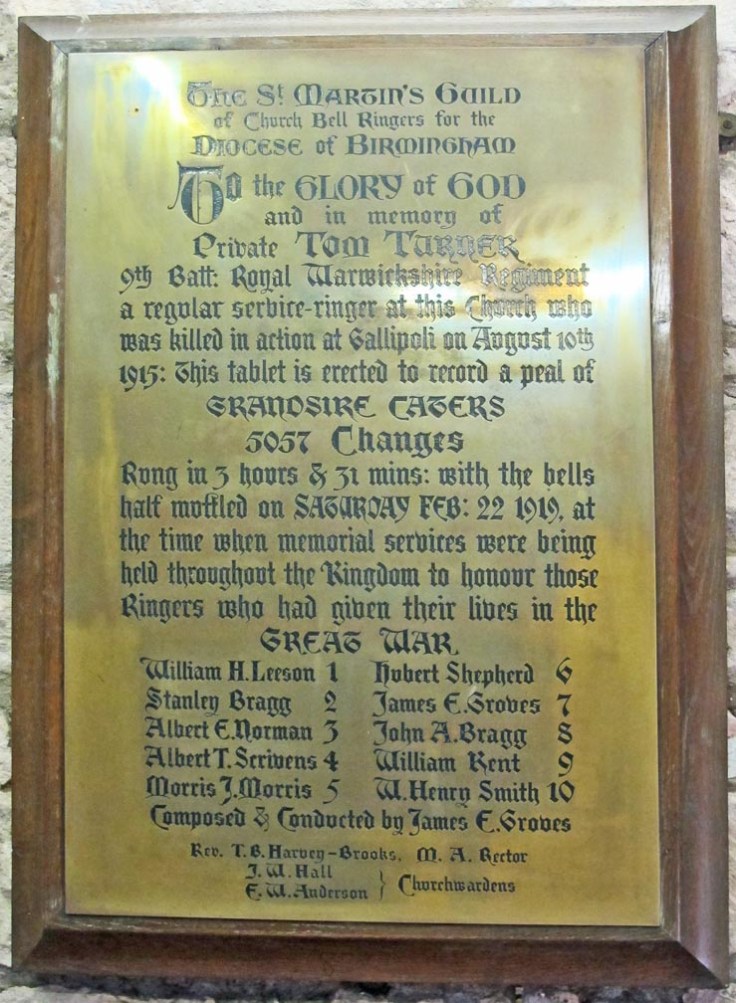 The St. Martin's Guild
of Church Bell Ringers for the
Diocese of Birmingham
To the GLORY of GOD
and in memory of
Private Tom Turner
9th Batt: Royal Warwickshire Regiment
a regular service-ringer at this Church who
was killed in action at Gallipoli on August 10th
1915: This tablet is erected to record a peal of
GRANDSIRE CATERS
5057 Changes
Rung in 3 hours & 31 mins: with the bells
half muffled on SATURDAY FEB: 22 1919, at
the time when memorial services were being
held throughout the Kingdom to honour those
Ringers who had given their lives in the
GREAT WAR.
William H. Leeson 1 Hubert Shepherd 6
Stanley Bragg 2 James E. Groves 7
Albert E. Norman 3 John A. Bragg 8
Albert T. Scrivens 4 William Kent 9
Morris J. Morris 5 W. Henry Smith 10
Composed & Conducted by James E. Groves
Rev. T. B. Harvey-Brooks. M. A. Rector
J. W. Hall
E. W. Anderson } Churchwardens